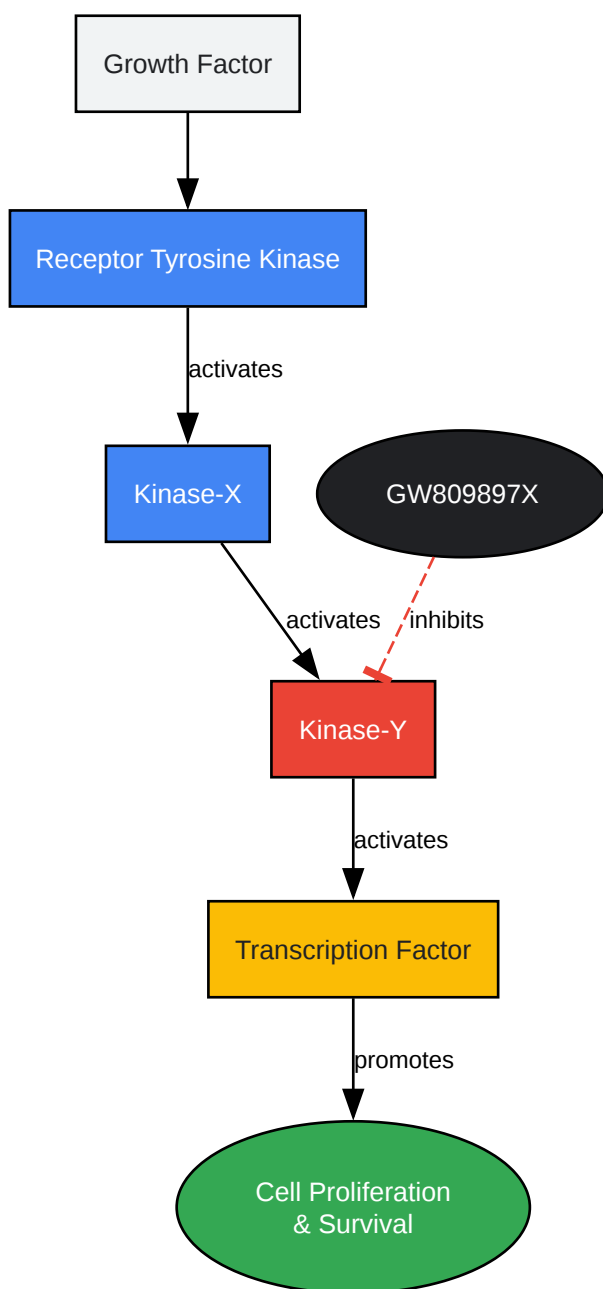 Growth Factor
Receptor Tyrosine Kinase
activates
Kinase-X
GW809897X
activates
inhibits
Kinase-Y
activates
Transcription Factor
promotes
Cell Proliferation
& Survival